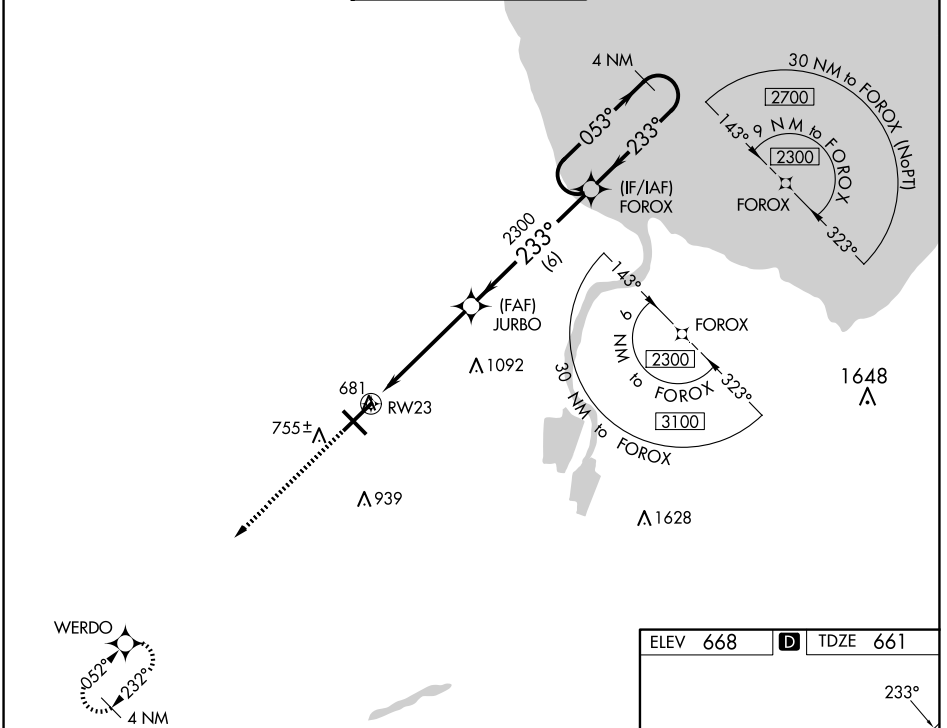 4 NM
053°
233°
(IF/IAF)
FOROX
30 NM to FOROX (NoPT)
2700
143°
9 NM to FOROX
2300
FOROX
323°
2300
233°
(6)
(FAF)
JURBO
143°
FOROX
9 NM to FOROX
2300
323°
30 NM to FOROX
3100
1092
681
RW23
755±
1648
939
1628
WERDO
052°
232°
4 NM
ELEV 668 D TDZE 661
233°